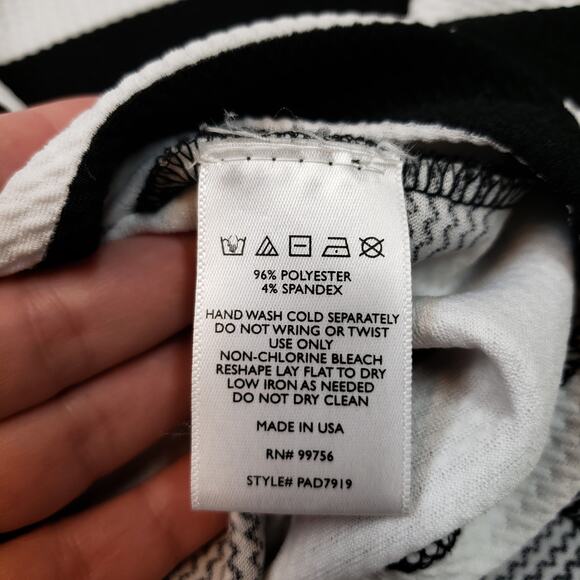 96% POLYESTER
4% SPANDEX
HAND WASH COLD SEPARATELY
DO NOT WRING OR TWIST
USE ONLY
NON-CHLORINE BLEACH
RESHAPE LAY FLAT TO DRY
LOW IRON AS NEEDED
DO NOT DRY CLEAN
MADE IN USA
RN# 99756
STYLE# PAD7919